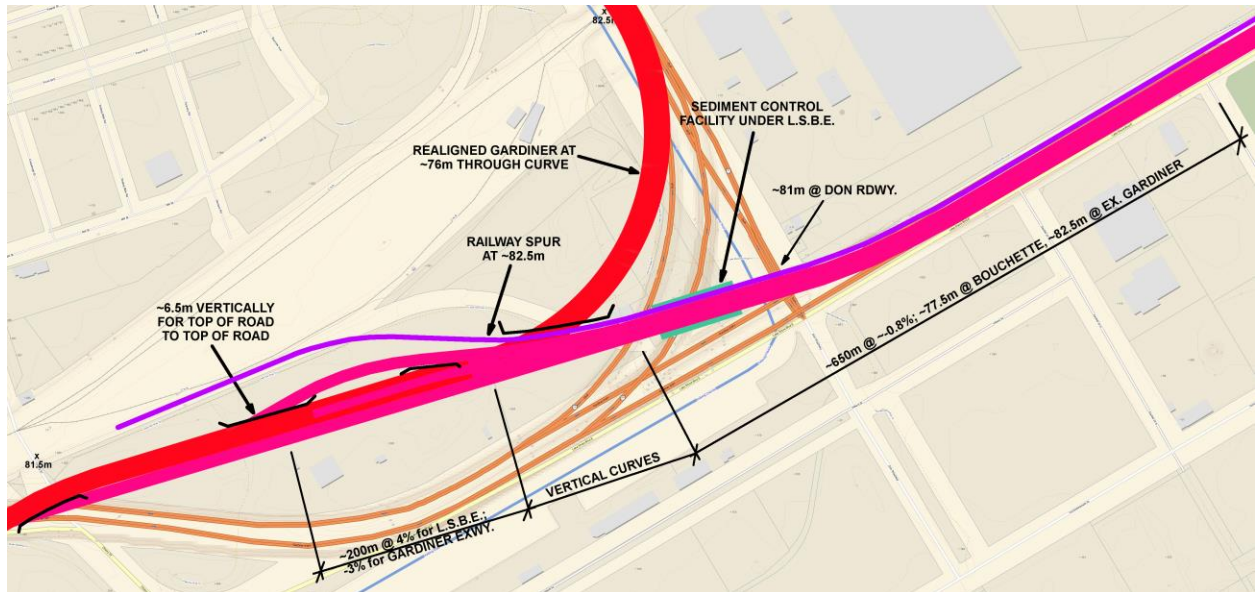 x
82.5m
SEDIMENT CONTROL
FACILITY UNDER L.S.B.E.
REALIGNED GARDINER AT
~76m THROUGH CURVE
~81m @ DON RDWY.
RAILWAY SPUR
AT ~82.5m
~6.5m VERTICALLY
FOR TOP OF ROAD
TO TOP OF ROAD
~650m @ ~-0.8%; ~77.5m @ BOUCHETTE, ~82.5m @ EX. GARDINER
x
81.5m
VERTICAL CURVES
~200m @ 4% for L.S.B.E.;
-3% for GARDINER EXWY.